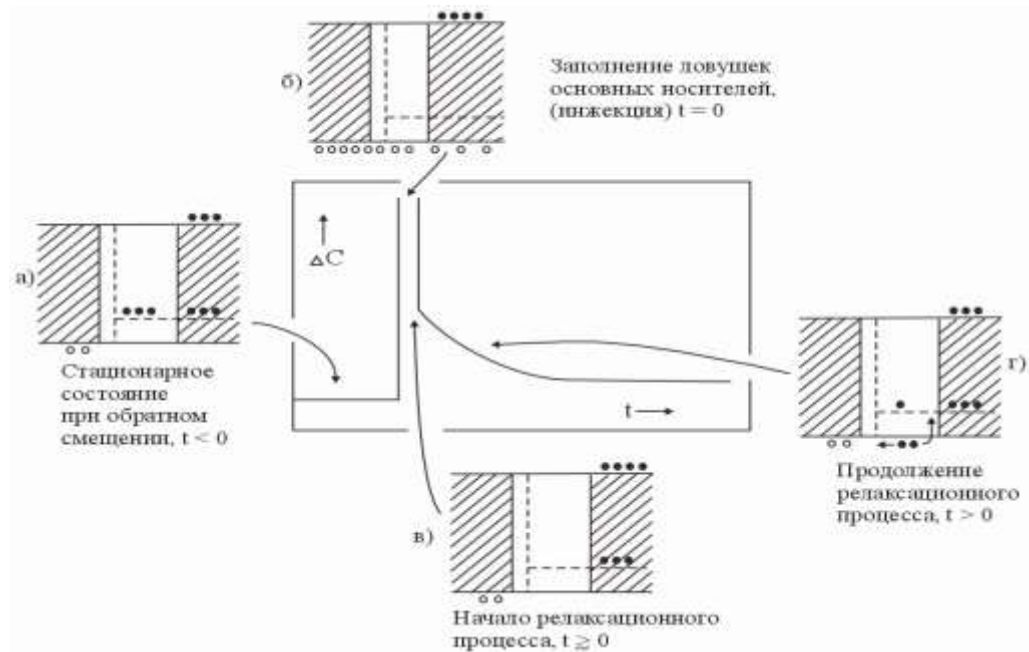 б)
Заполнение ловушек
основных носителей,
(инжекция) t = 0
а)
ΔC
Стационарное
состояние
при обратном
смещении, t < 0
t
г)
Продолжение
релаксационного
процесса, t > 0
в)
Начало релаксационного
процесса, t ≳ 0